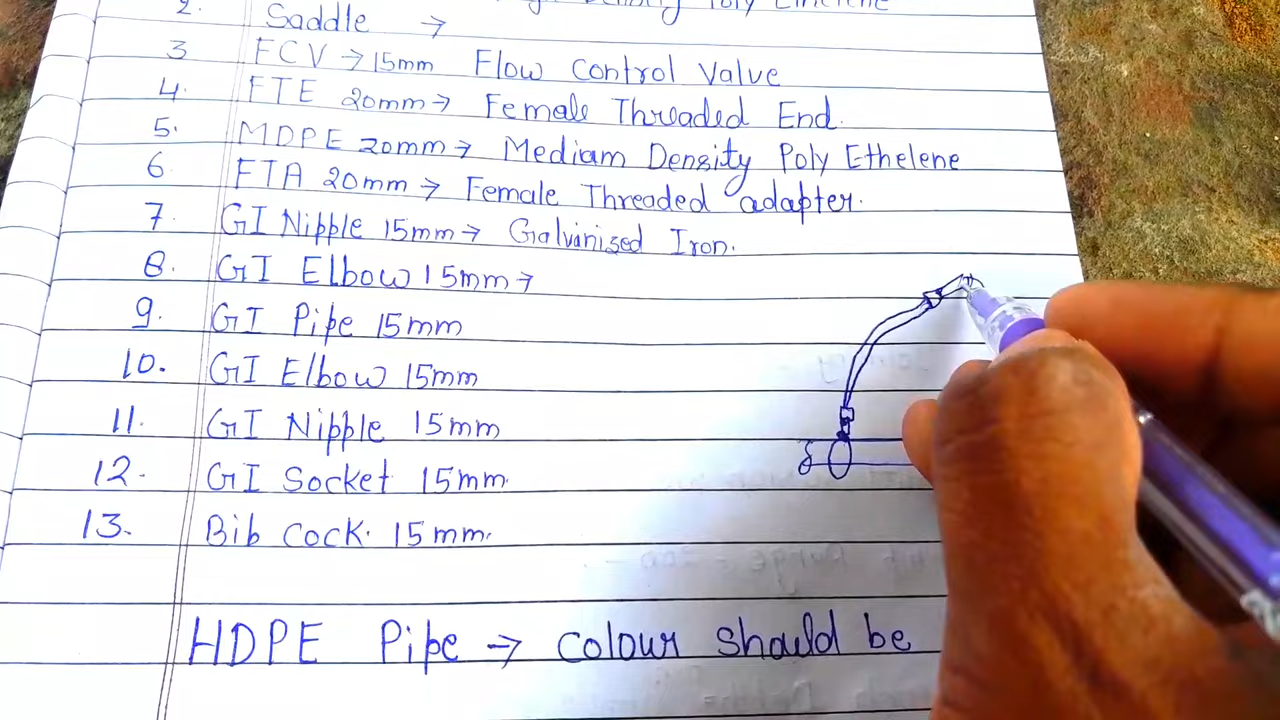 2. Saddle →
3 FCV → 15mm Flow Control Valve
4. FTE 20mm → Female Threaded End.
5. MDPE 20mm → Mediam Density Poly Ethelene
6 FTA 20mm → Female Threaded adapter.
7. GI Nipple 15mm → Galvanised Iron.
8. GI Elbow 15mm →
9. GI Pipe 15mm
10. GI Elbow 15mm
11. GI Nipple 15mm
12. GI Socket 15mm.
13. Bib Cock. 15mm.
HDPE Pipe → colour should be